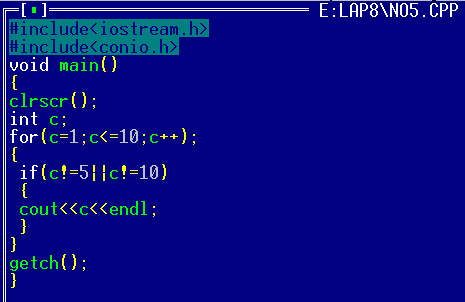 [▪] E:LAP8\NO5.CPP
#include<iostream.h>
#include<conio.h>
void main()
{
clrscr();
int c;
for(c=1;c<=10;c++);
{
 if(c!=5||c!=10)
 {
 cout<<c<<endl;
 }
}
getch();
}